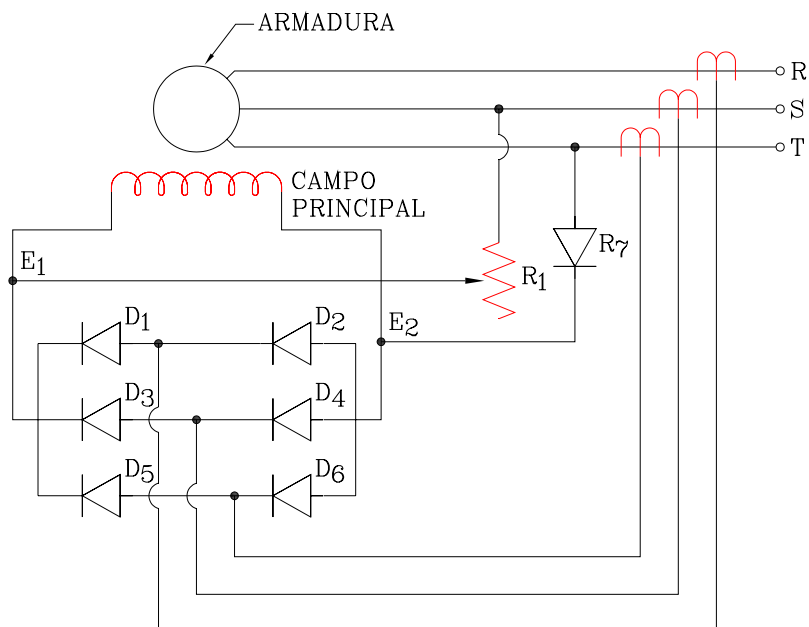 ARMADURA
R
S
T
CAMPO
PRINCIPAL
R7
E1
R1
D1
D2
E2
D3
D4
D5
D6